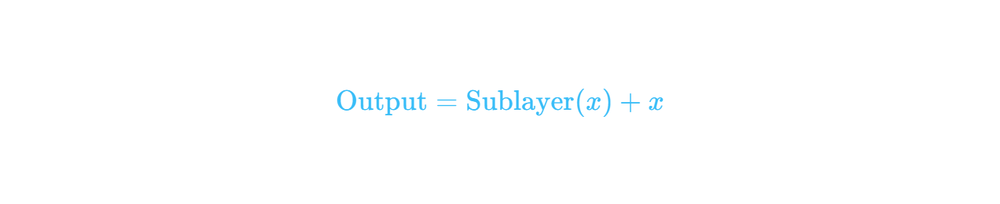 Output = Sublayer(x) + x